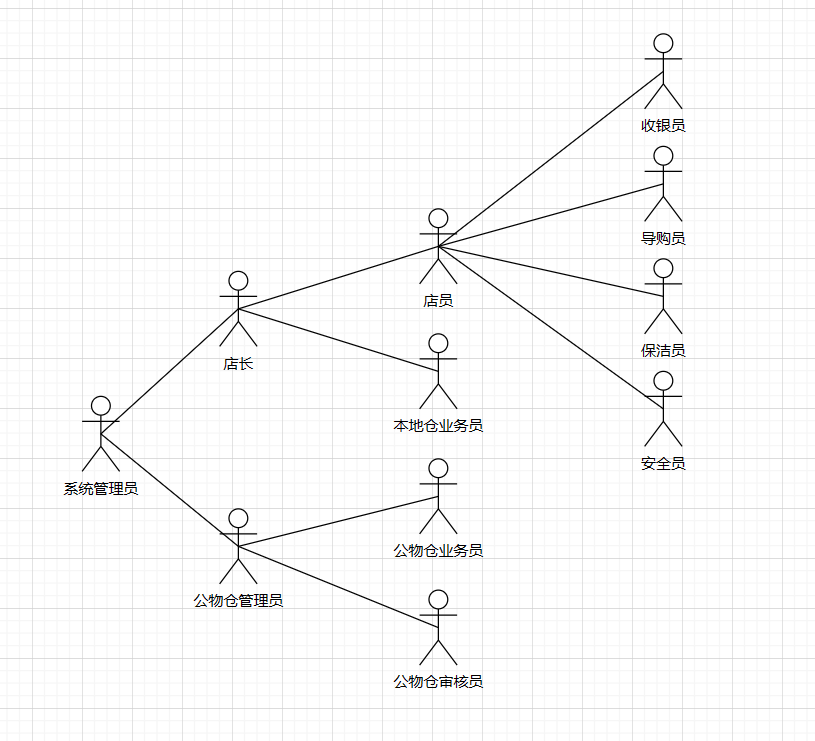 收银员
导购员
店员
保洁员
店长
本地仓业务员
安全员
系统管理员
公物仓业务员
公物仓管理员
公物仓审核员